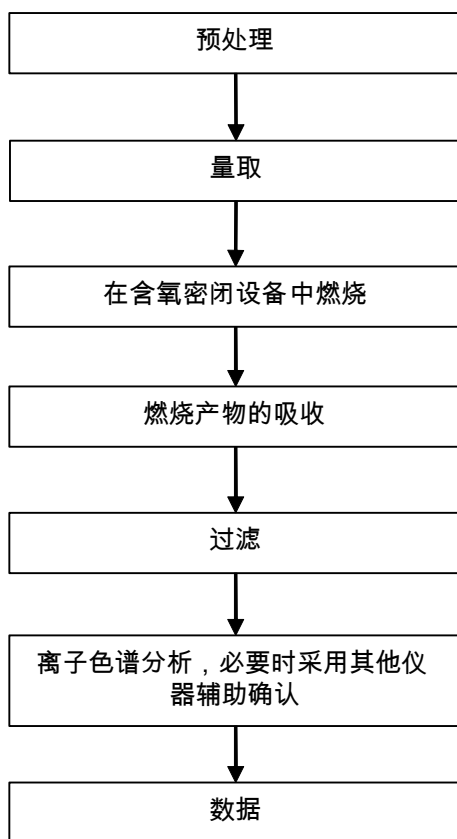 预处理
量取
在含氧密闭设备中燃烧
燃烧产物的吸收
过滤
离子色谱分析，必要时采用其他仪
器辅助确认
数据